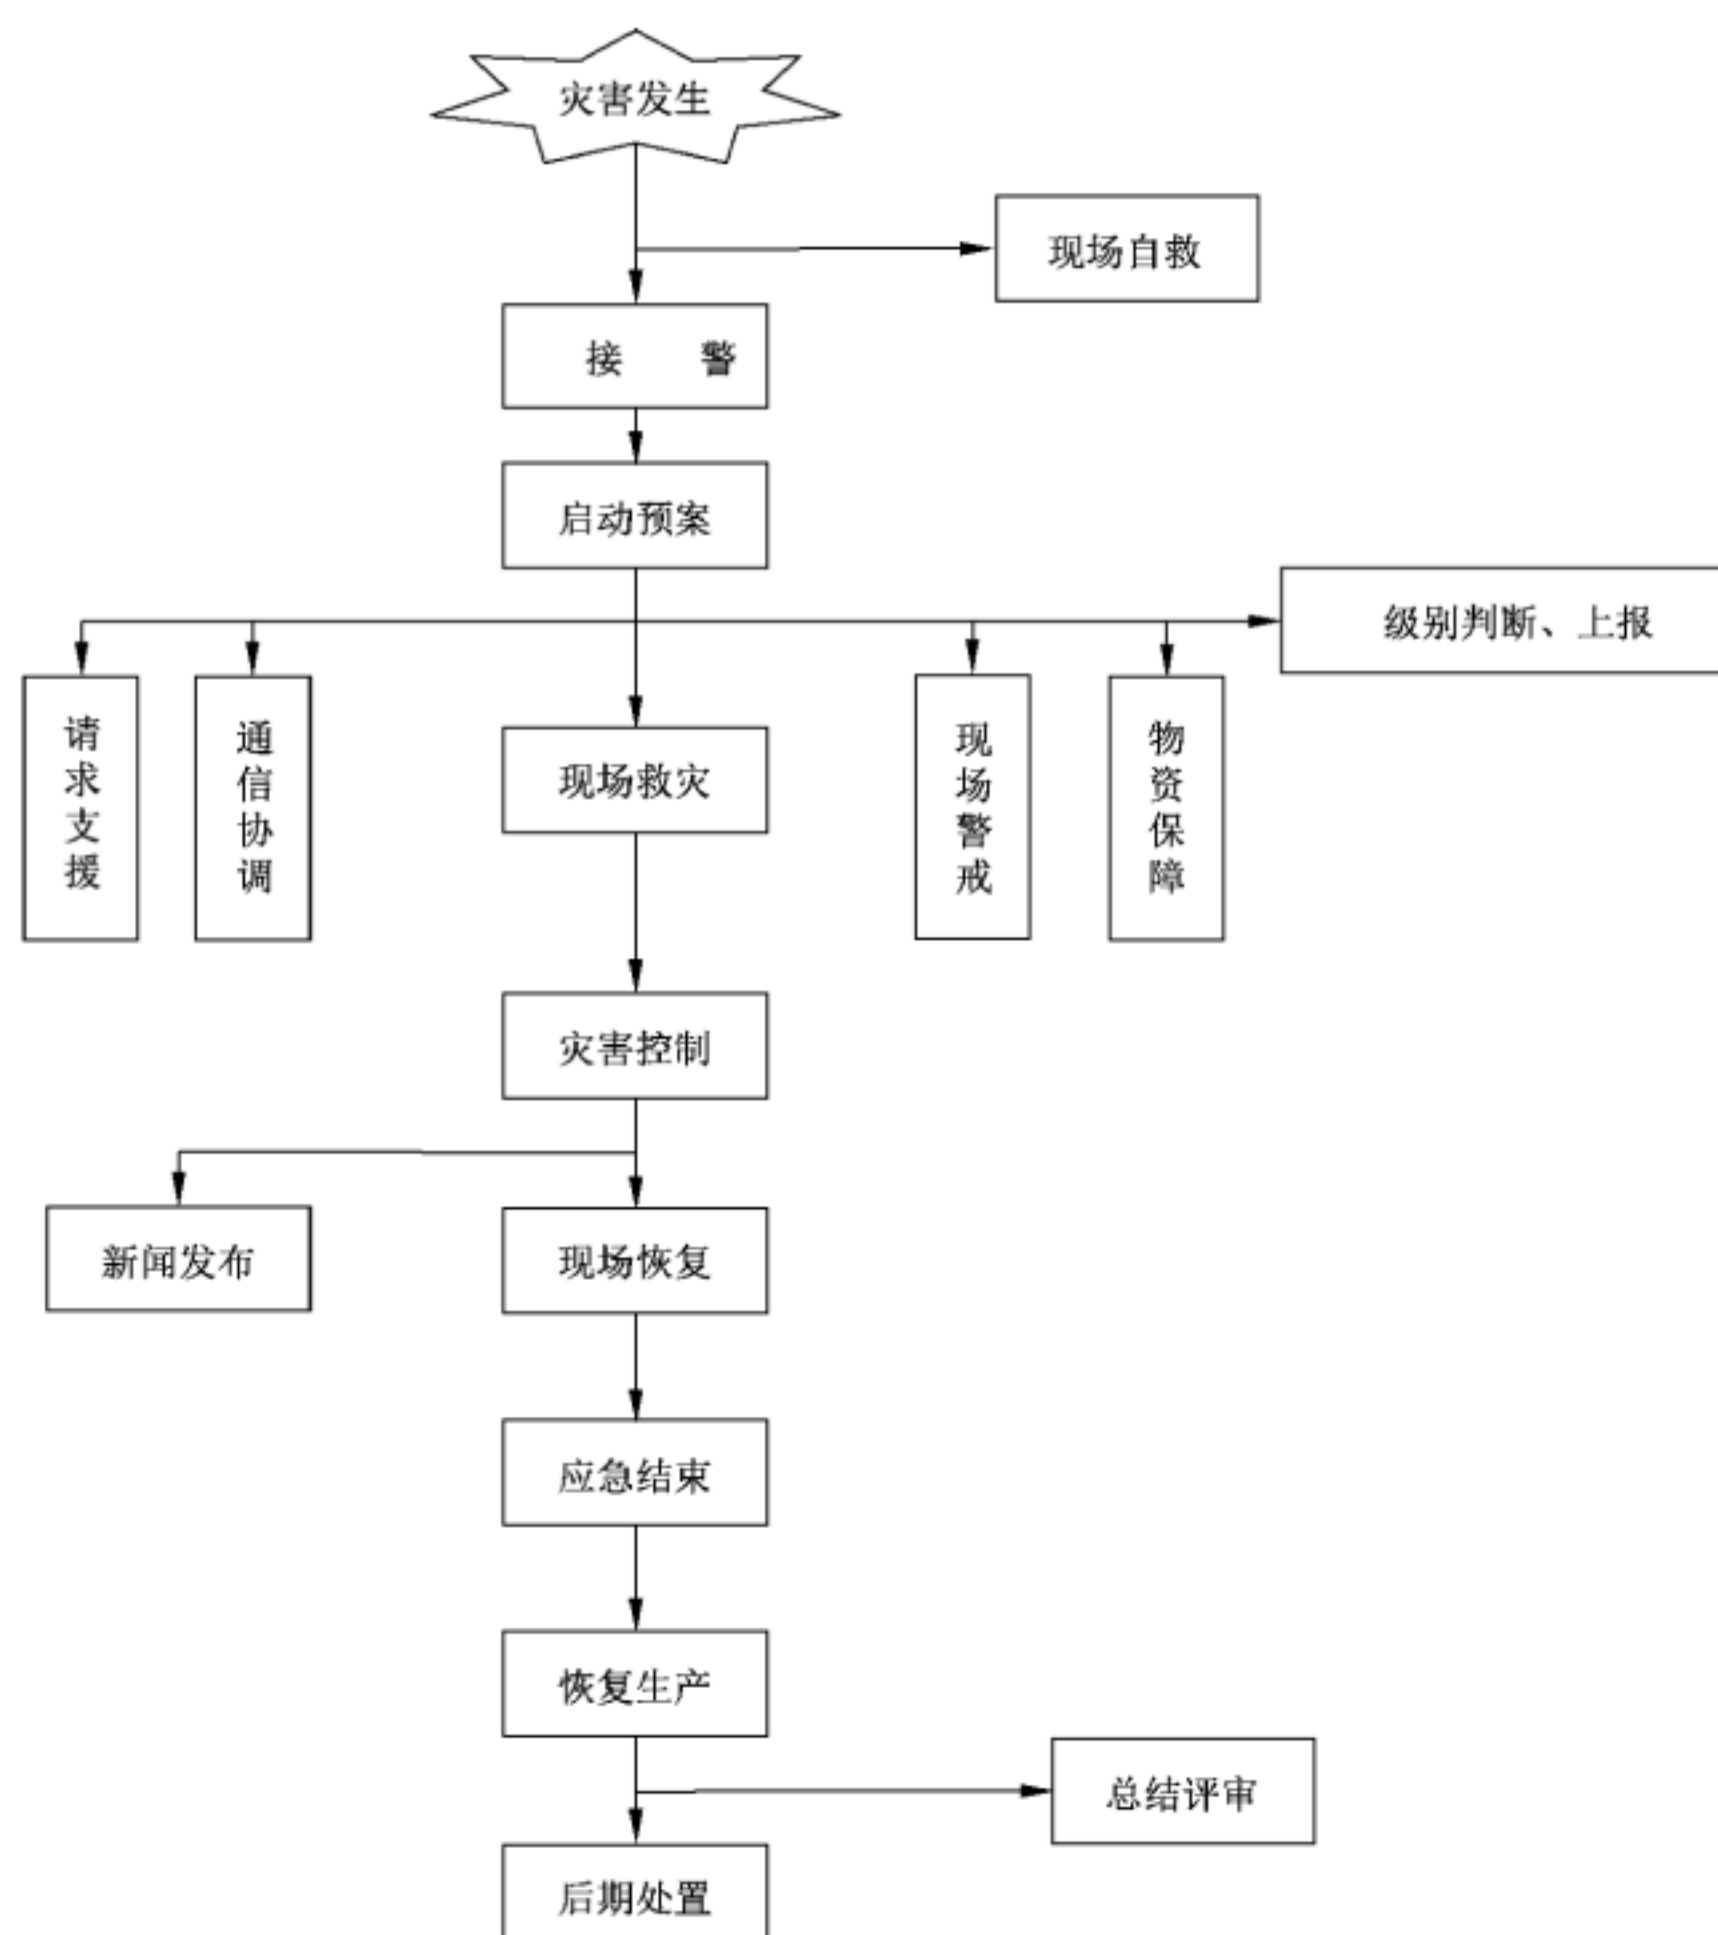 灾害发生
现场自救
接 警
启动预案
级别判断、上报
请求支援
通信协调
现场救灾
现场警戒
物资保障
灾害控制
新闻发布
现场恢复
应急结束
恢复生产
总结评审
后期处置